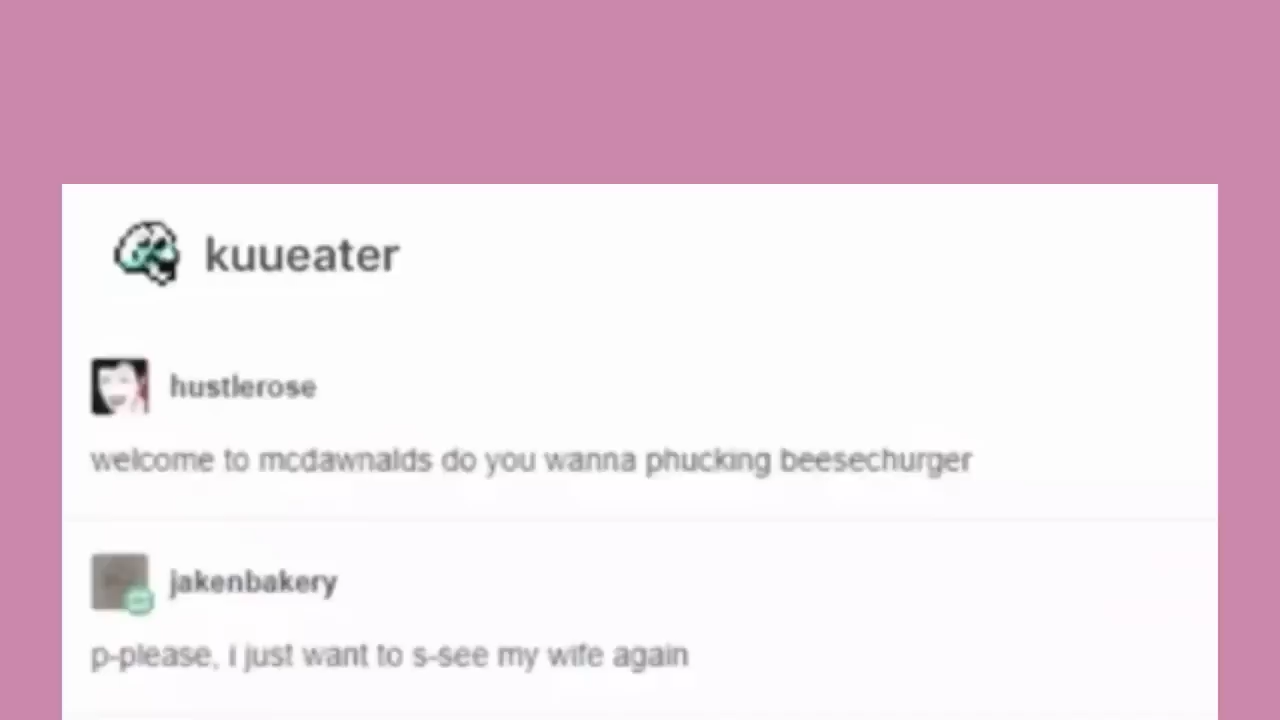 kuueater
hustlerose
welcome to mcdawnalds do you wanna phucking beesechurger
jakenbakery
p-please, i just want to s-see my wife again